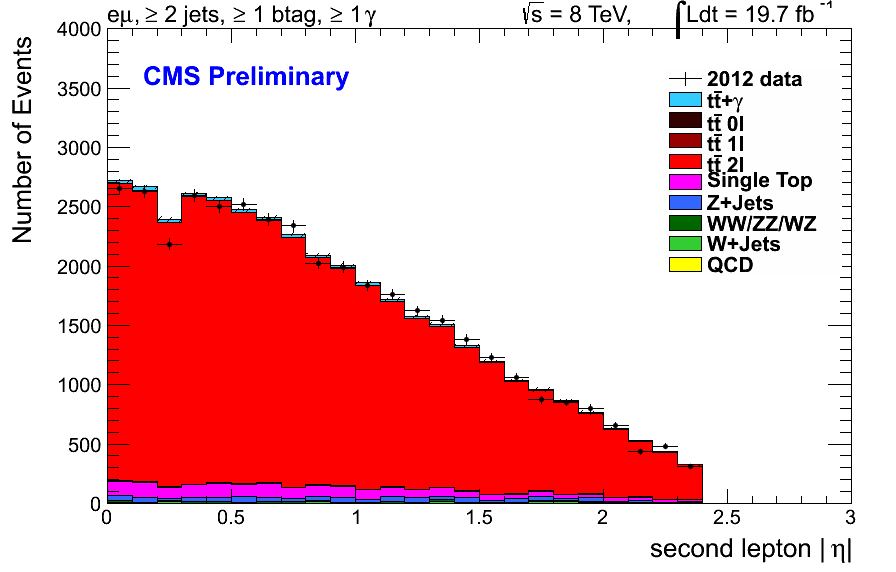 eμ, ≥ 2 jets, ≥ 1 btag, ≥ 1 γ
√s = 8 TeV, ∫Ldt = 19.7 fb⁻¹
CMS Preliminary
2012 data
tt̄+γ
tt̄ 0l
tt̄ 1l
tt̄ 2l
Single Top
Z+Jets
WW/ZZ/WZ
W+Jets
QCD
Number of Events
4000
3500
3000
2500
2000
1500
1000
500
0
0 0.5 1 1.5 2 2.5 3
second lepton |η|